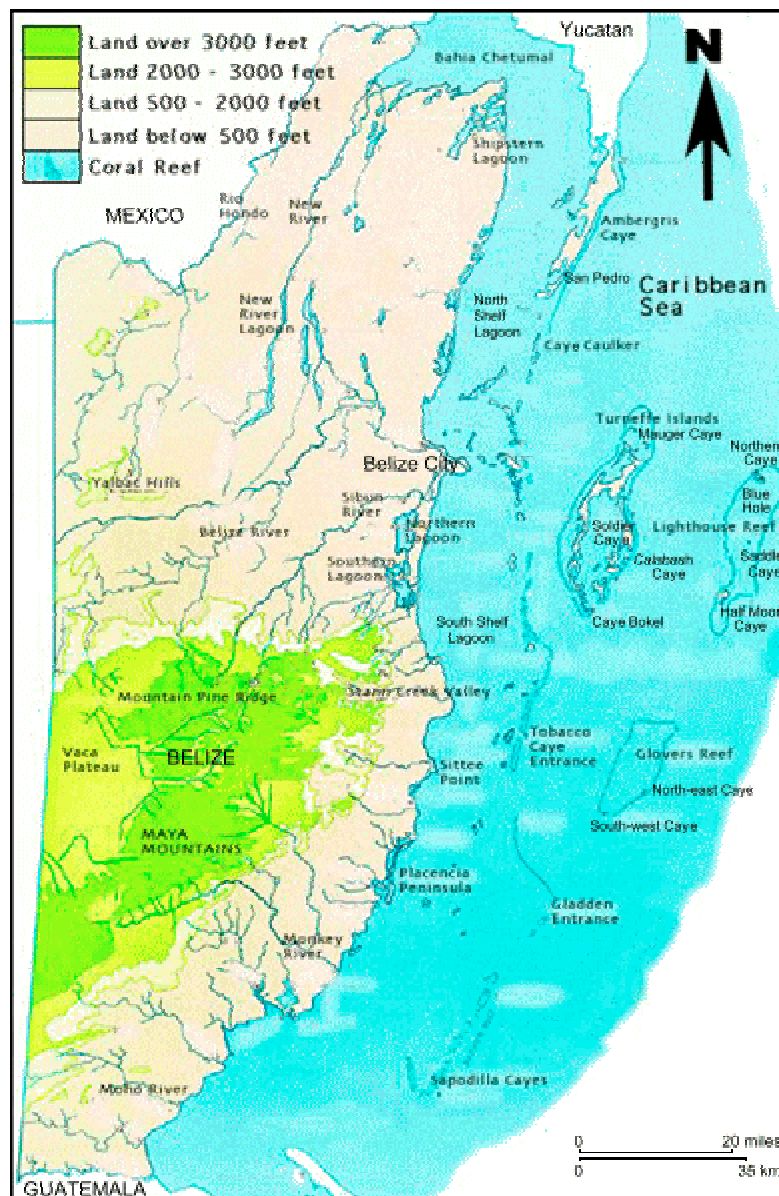 Land over 3000 feet
Land 2000 - 3000 feet
Land 500 - 2000 feet
Land below 500 feet
Coral Reef
Yucatan
N
Bahia Chetumal
Shipstern
Lagoon
MEXICO
Rio
Hondo
New
River
Ambergris
Caye
San Pedro
Caribbean
Sea
New
River
Lagoon
North
Shelf
Lagoon
Caye Caulker
Turneffe Islands
Mauger Caye
Northern
Caye
Belize City
Yalbac Hills
Sibun
River
Blue
Hole
Belize River
Northern
Lagoon
Soldier
Caye
Lighthouse Reef
Southern
Lagoons
Calabash
Caye
Saddle
Caye
South Shelf
Lagoon
Caye Bokel
Half Moon
Caye
Mountain Pine Ridge
Stann Creek Valley
Vaca
Plateau
BELIZE
Sittee
Point
Tobacco
Caye
Entrance
Glovers Reef
North-east Caye
South-west Caye
MAYA
MOUNTAINS
Placencia
Peninsula
Gladden
Entrance
Monkey
River
Moho River
Sapodilla Cayes
0 20 miles
0 35 km
GUATEMALA